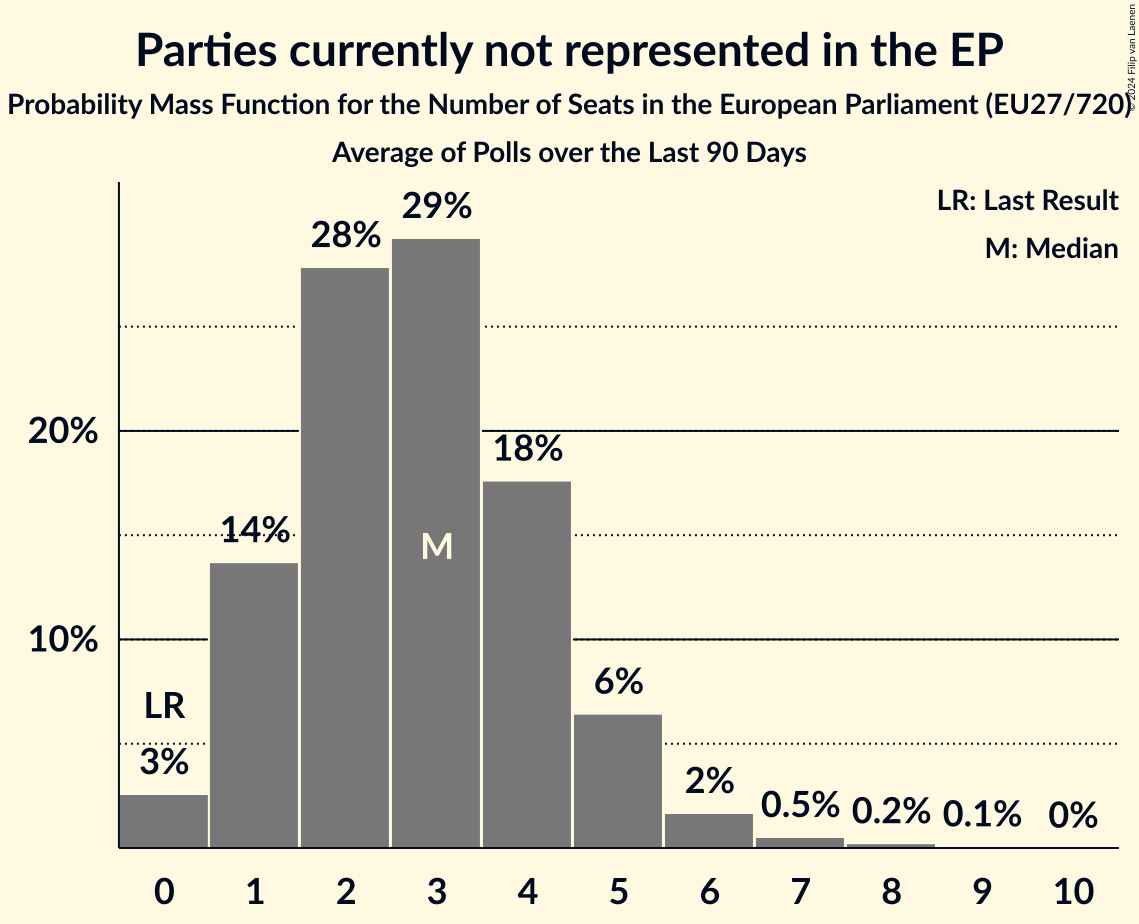 Parties currently not represented in the EP
Probability Mass Function for the Number of Seats in the European Parliament (EU27/720)
Average of Polls over the Last 90 Days
© 2024 Filip van Laenen
LR: Last Result
M: Median
20%
10%
LR
3%
14%
28%
29%
M
18%
6%
2%
0.5%
0.2%
0.1%
0%
0 1 2 3 4 5 6 7 8 9 10